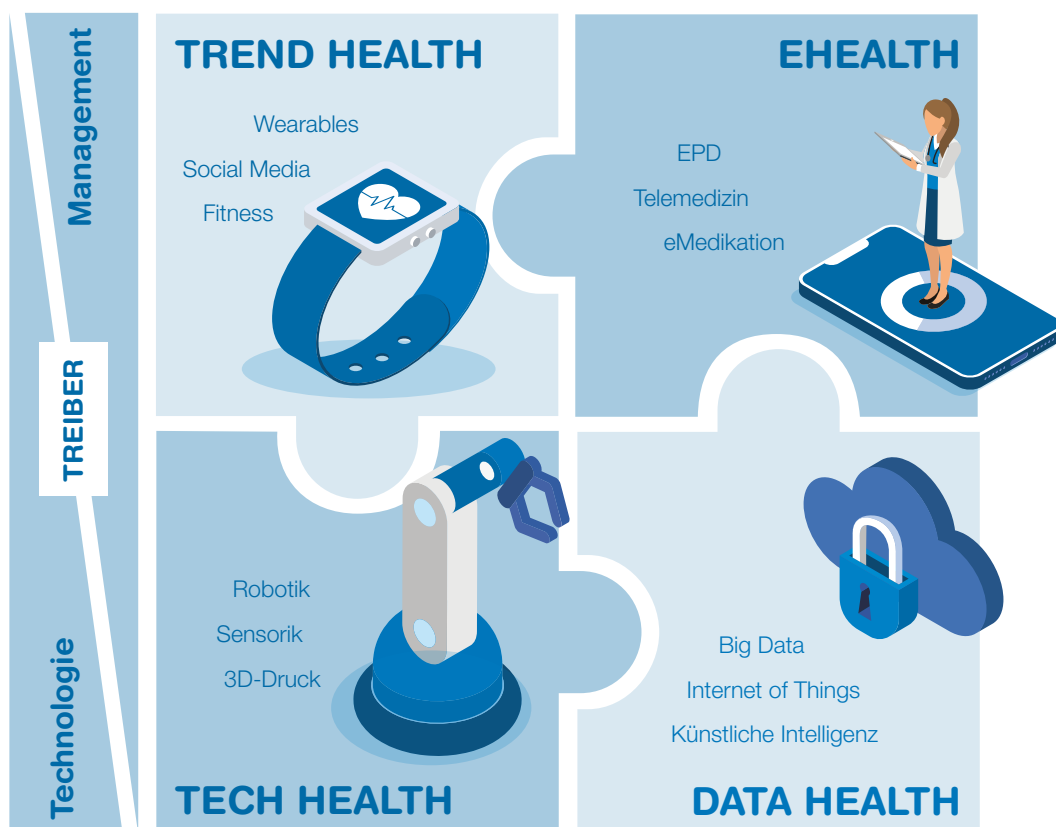 Management
TREIBER
Technologie
TREND HEALTH
Wearables
Social Media
Fitness
EHEALTH
EPD
Telemedizin
eMedikation
Robotik
Sensorik
3D-Druck
TECH HEALTH
Big Data
Internet of Things
Künstliche Intelligenz
DATA HEALTH